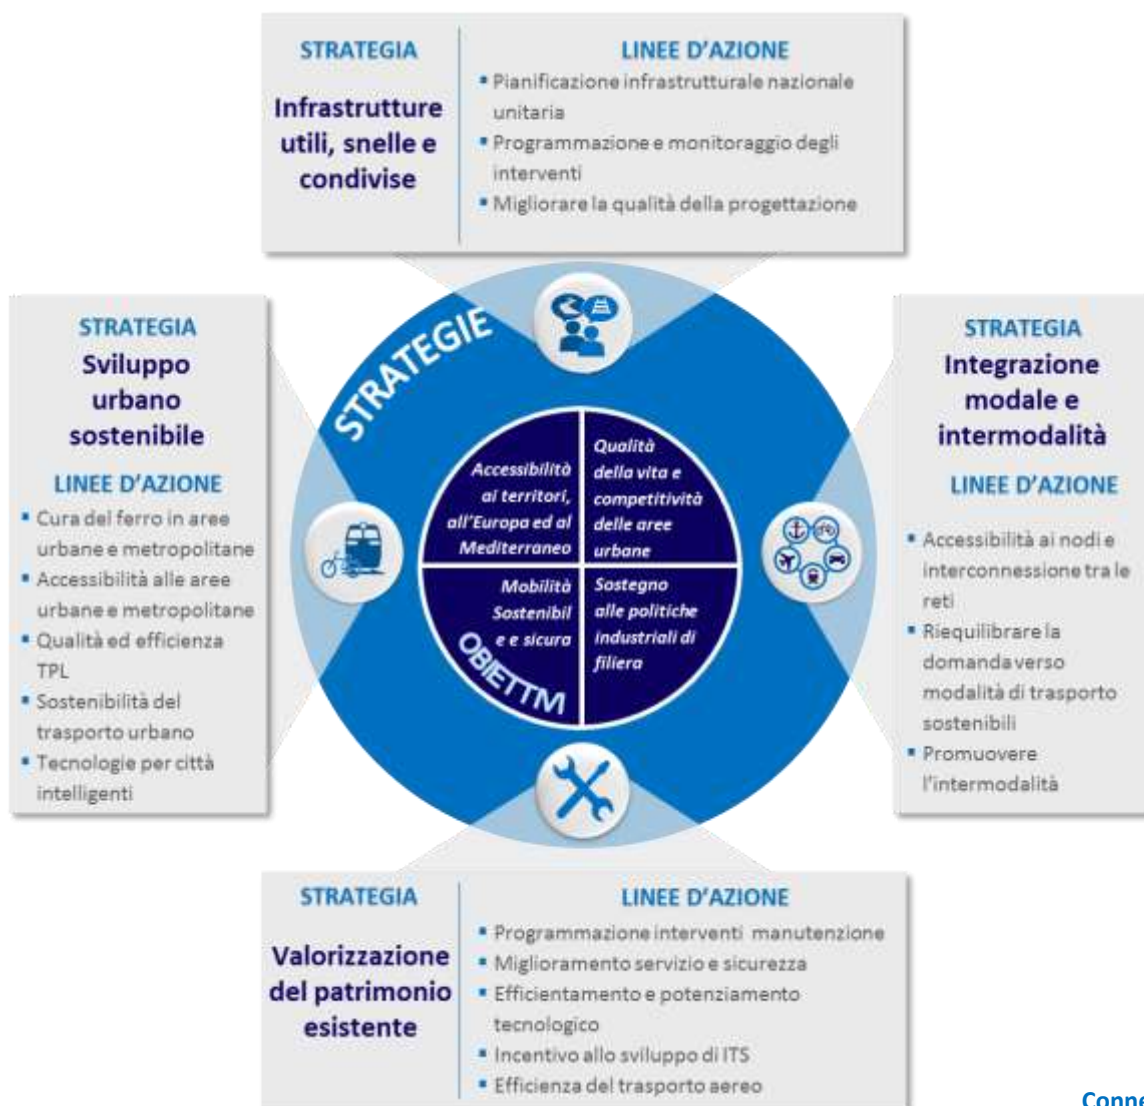 STRATEGIA
Infrastrutture
utili, snelle e
condivise
LINEE D'AZIONE
▪ Pianificazione infrastrutturale nazionale
unitaria
▪ Programmazione e monitoraggio degli
interventi
▪ Migliorare la qualità della progettazione
STRATEGIA
Sviluppo
urbano
sostenibile
LINEE D'AZIONE
▪ Cura del ferro in aree
urbane e metropolitane
▪ Accessibilità alle aree
urbane e metropolitane
▪ Qualità ed efficienza
TPL
▪ Sostenibilità del
trasporto urbano
▪ Tecnologie per città
intelligenti
STRATEGIE
Accessibilità
ai territori,
all'Europa ed al
Mediterraneo
Qualità
della vita e
competitività
delle aree
urbane
Mobilità
Sostenibil
e e sicura
Sostegno
alle politiche
industriali di
filiera
OBIETTM
STRATEGIA
Integrazione
modale e
intermodalità
LINEE D'AZIONE
▪ Accessibilità ai nodi e
interconnessione tra le
reti
▪ Riequilibrare la
domanda verso
modalità di trasporto
sostenibili
▪ Promuovere
l'intermodalità
STRATEGIA
Valorizzazione
del patrimonio
esistente
LINEE D'AZIONE
▪ Programmazione interventi manutenzione
▪ Miglioramento servizio e sicurezza
▪ Efficientamento e potenziamento
tecnologico
▪ Incentivo allo sviluppo di ITS
▪ Efficienza del trasporto aereo
Conne